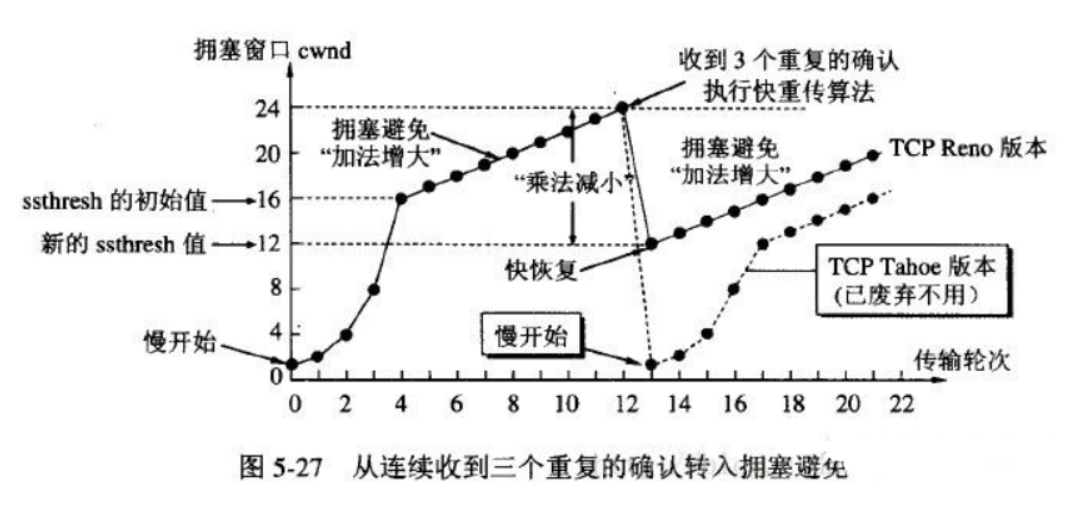 拥塞窗口 cwnd
收到 3 个重复的确认
执行快重传算法
24
20
16
12
8
4
0
拥塞避免
“加法增大”
“乘法减小”
拥塞避免
“加法增大”
TCP Reno 版本
ssthresh 的初始值
新的 ssthresh 值
快恢复
TCP Tahoe 版本
(已废弃不用)
慢开始
慢开始
传输轮次
0 2 4 6 8 10 12 14 16 18 20 22
图 5-27 从连续收到三个重复的确认转入拥塞避免